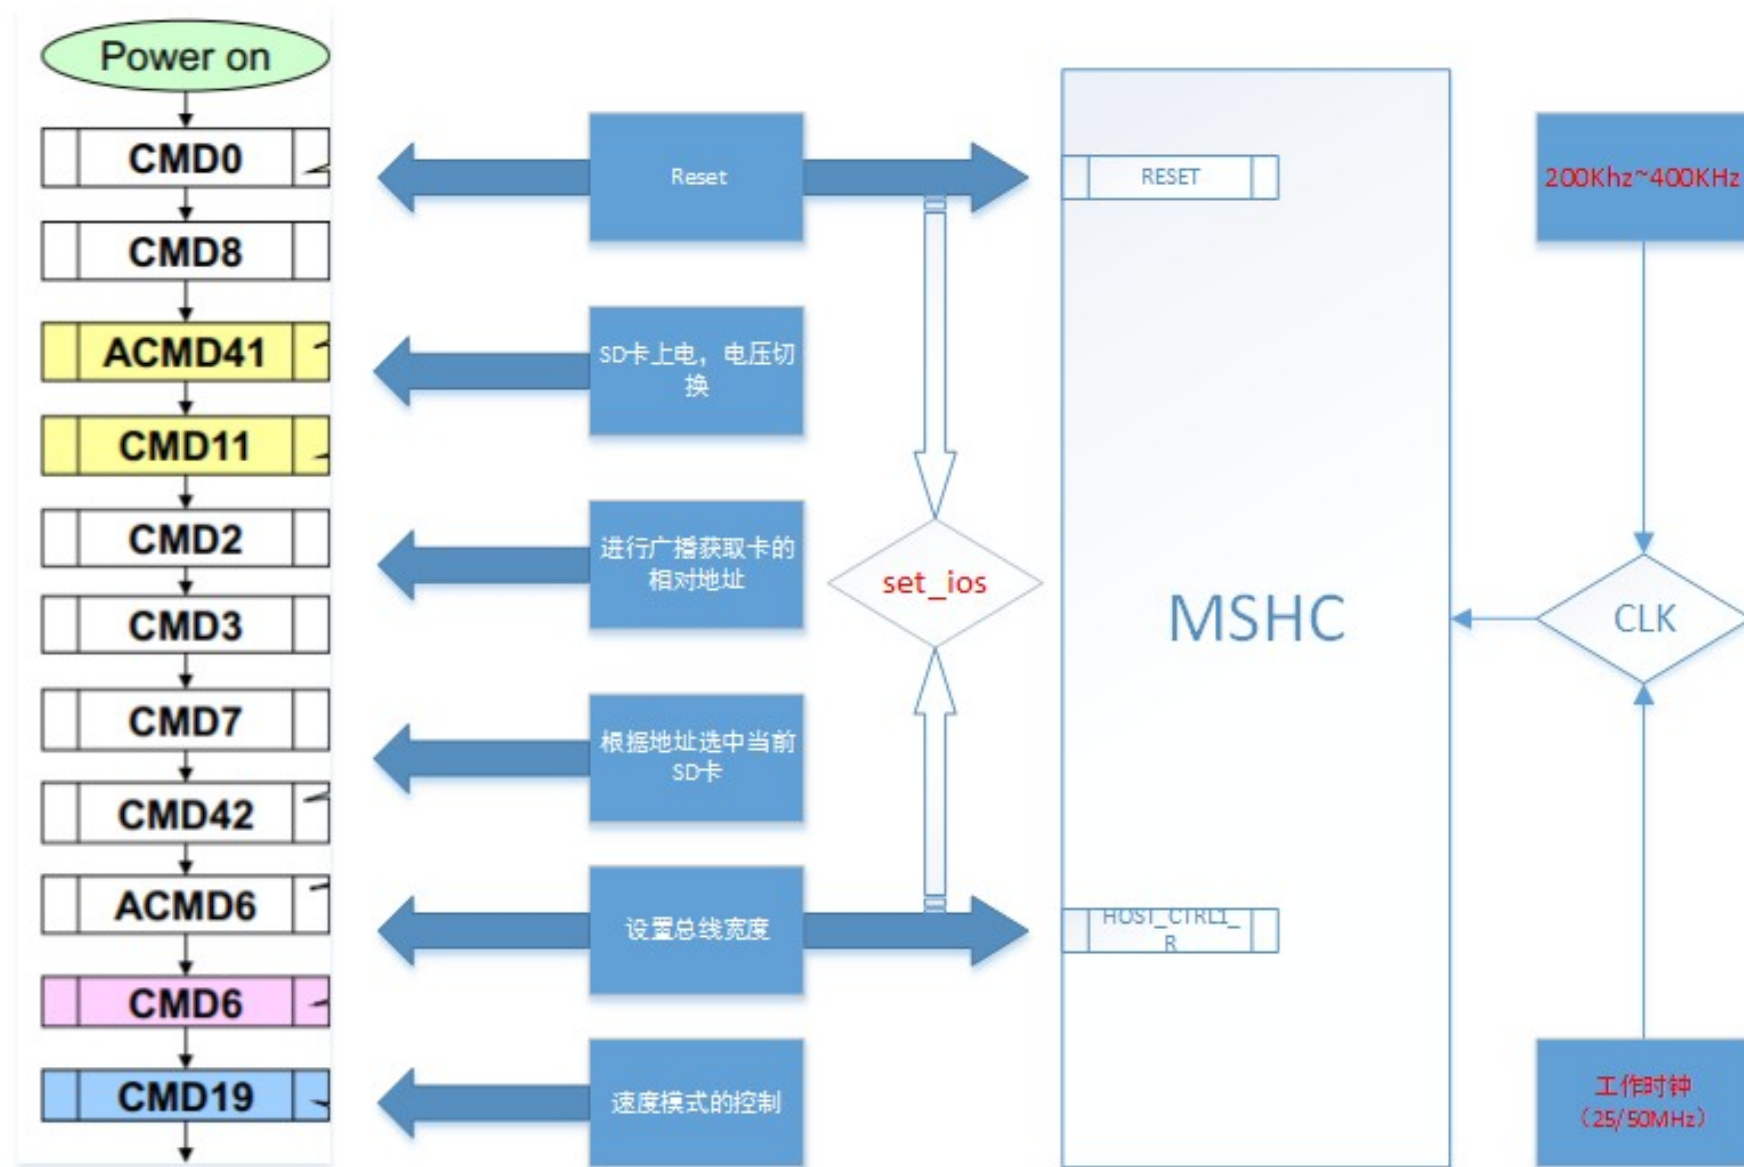 Power on
CMD0
CMD8
ACMD41
CMD11
CMD2
CMD3
CMD7
CMD42
ACMD6
CMD6
CMD19
Reset
SD卡上电，电压切
换
进行广播获取卡的
相对地址
根据地址选中当前
SD卡
设置总线宽度
速度模式的控制
set_ios
RESET
MSHC
HOST_CTRL1_
R
200Khz~400KHz
CLK
工作时钟
（25/50MHz）